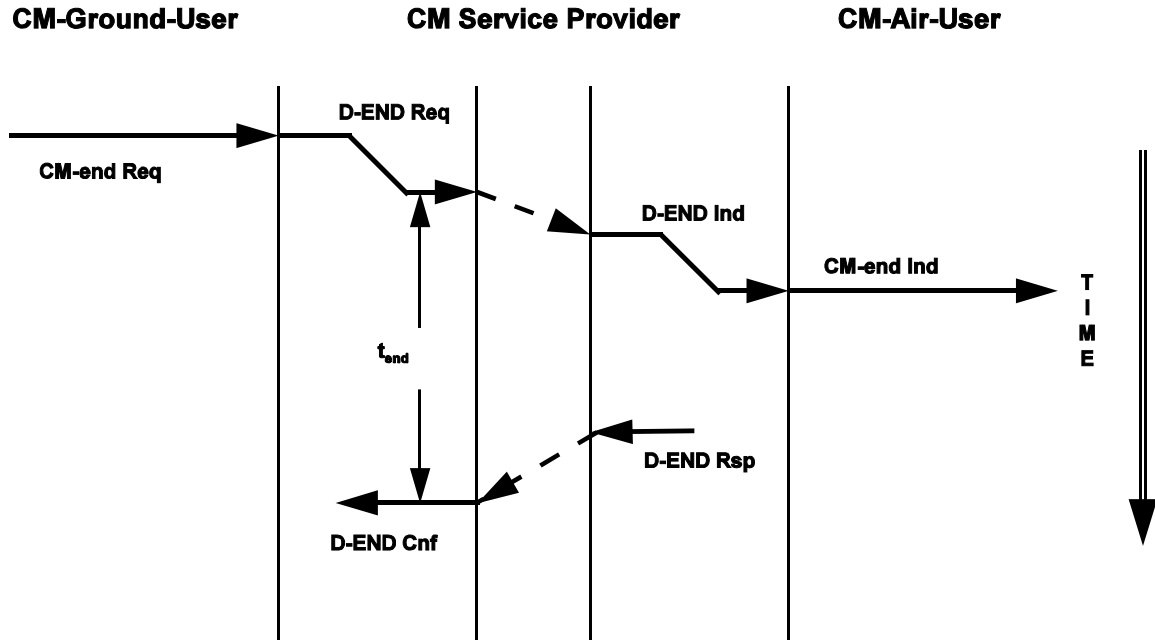 CM-Ground-User CM Service Provider CM-Air-User
D-END Req
CM-end Req
D-END Ind
CM-end Ind
T
I
M
E
tend
D-END Rsp
D-END Cnf